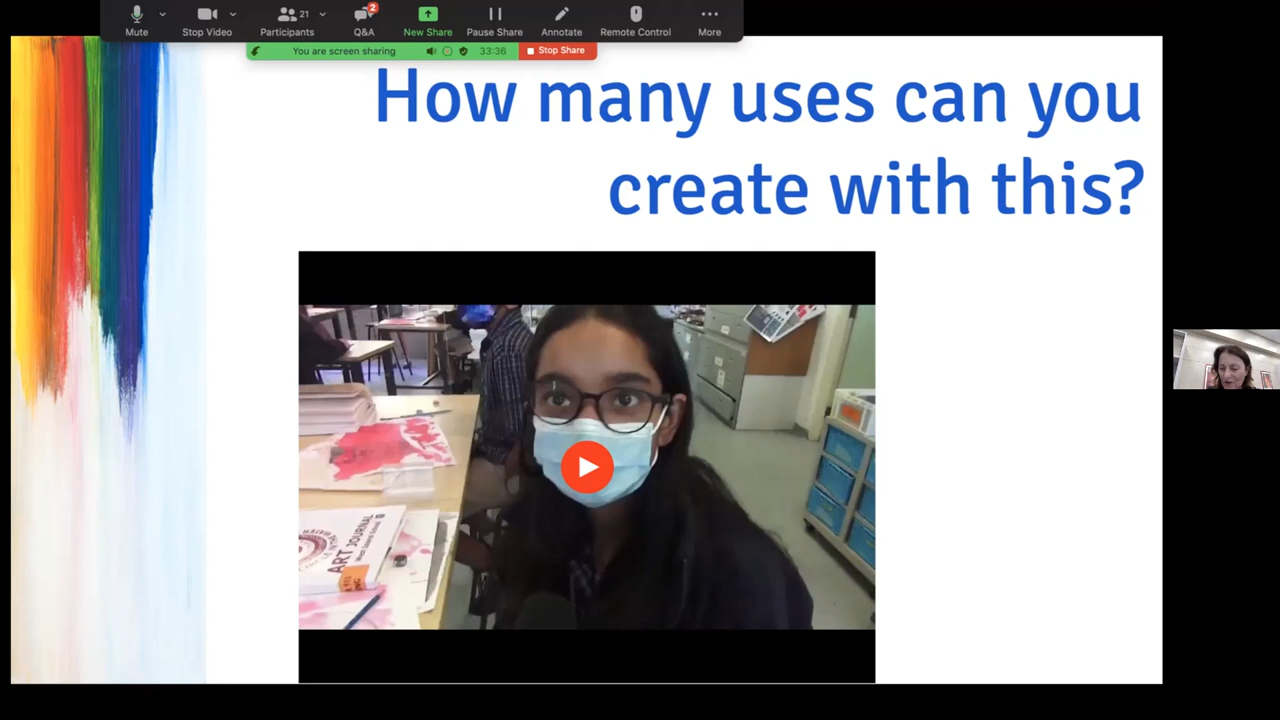 Mute
Stop Video
21
Participants
2
Q&A
New Share
Pause Share
Annotate
Remote Control
More
You are screen sharing
33:36
Stop Share
How many uses can you
create with this?
ART JOURNAL